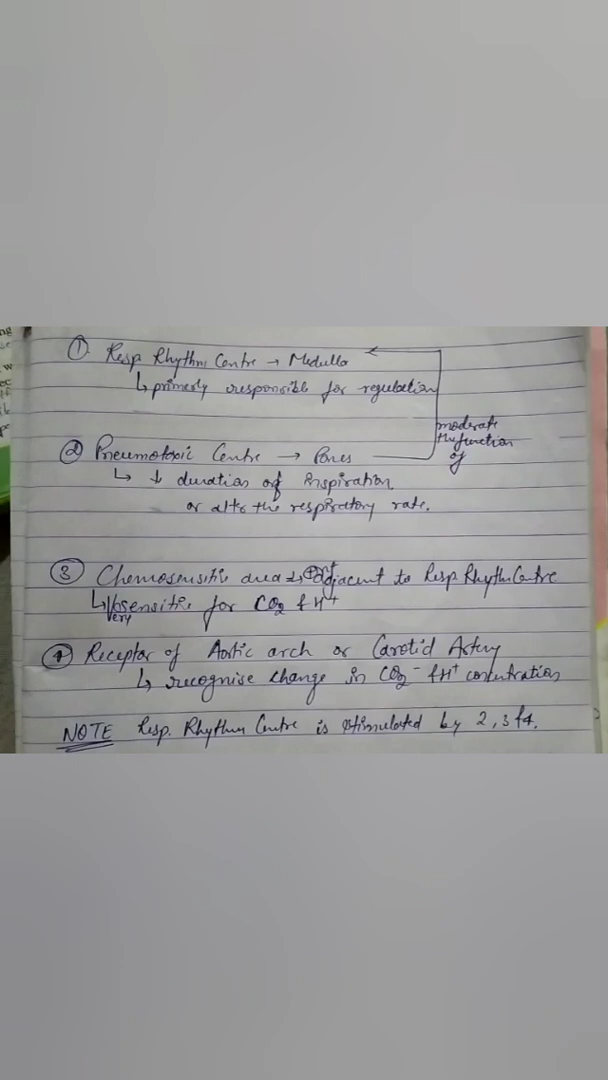 ① Resp Rhythm Centre → Medulla
↳ primerly responsible for regulation
moderate
the function
of
② Pneumotaxic Centre → Pones
↳ ↓ duration of inspiration
or alter the respiratory rate.
③ Chemosensitive area → adjacent to Resp Rhythm Centre
↳ very sensitive for CO2 & H+
④ Receptor of Aortic arch or Carotid Artery
↳ recognise change in CO2 & H+ concentration
NOTE Resp. Rhythm Centre is stimulated by 2, 3 & 4.